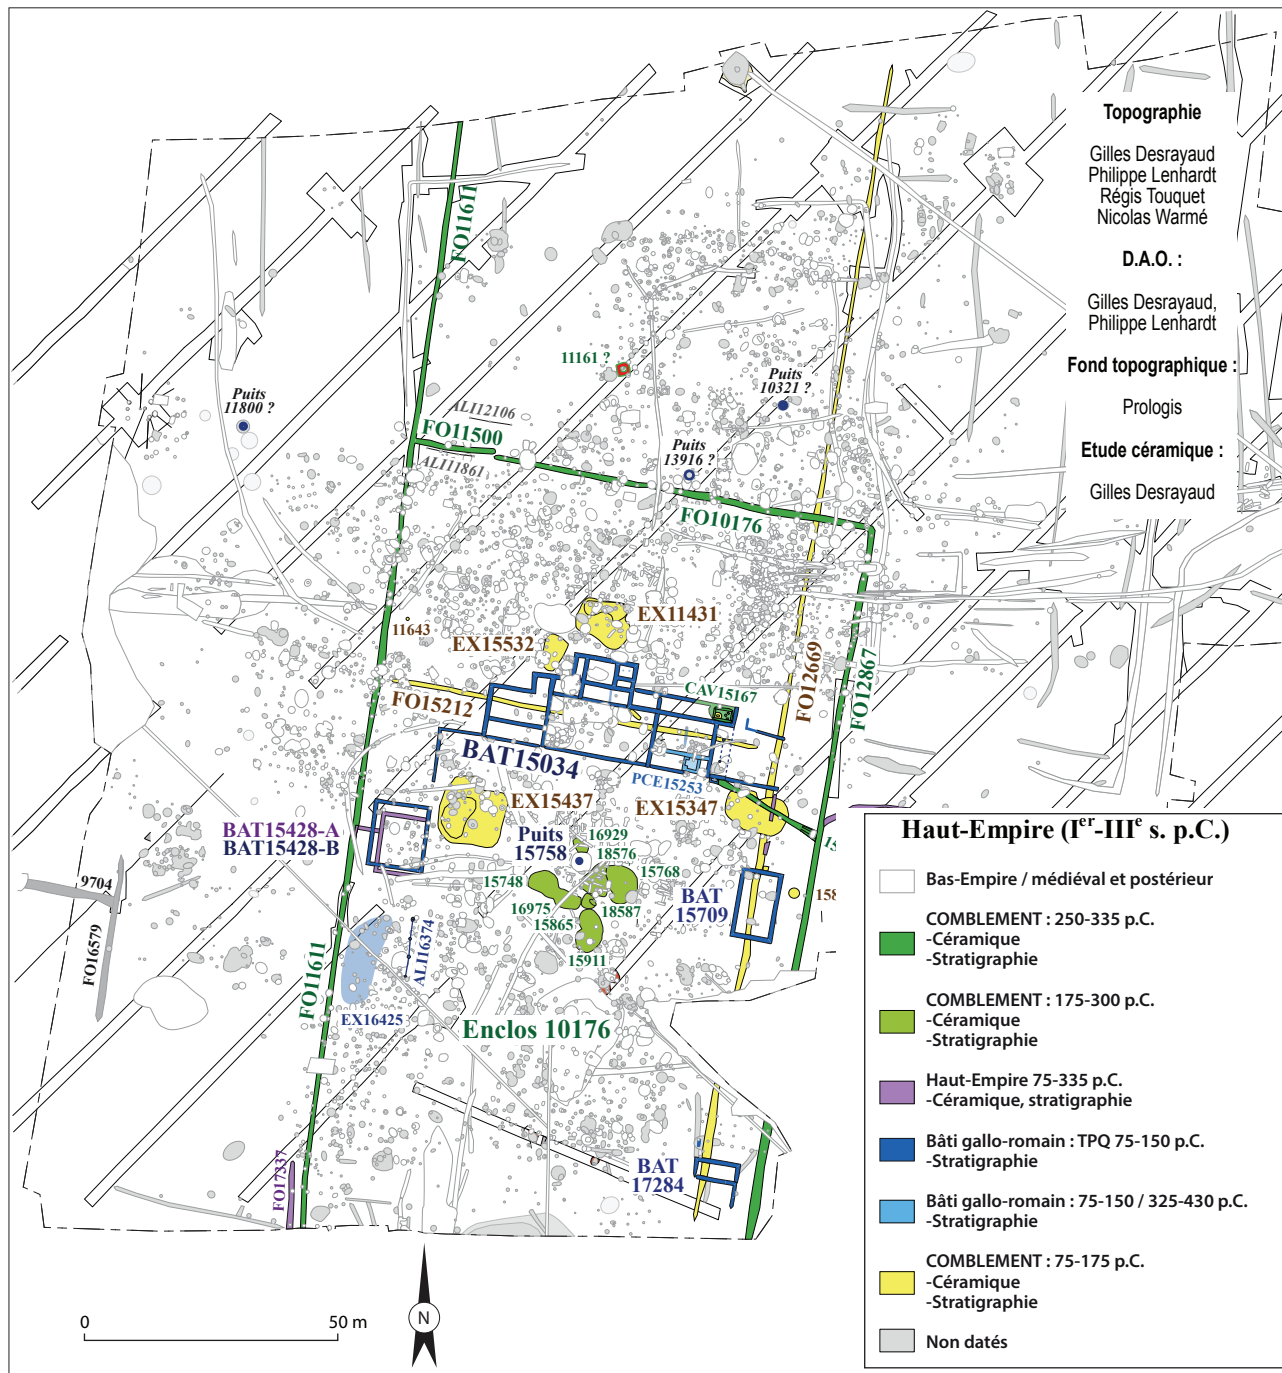 Topographie
Gilles Desrayaud
Philippe Lenhardt
Régis Touquet
Nicolas Warmé
D.A.O. :
Gilles Desrayaud,
Philippe Lenhardt
Fond topographique :
Prologis
Etude céramique :
Gilles Desrayaud
FO11611
11161 ?
Puits
11800 ?
Puits
10321 ?
ALI12106
FO11500
ALI11861
Puits
13916 ?
FO10176
11643
EX15532
EX11431
FO12669
FO12867
CAV15167
FO15212
BAT15034
PCE15253
EX15437
EX15347
BAT15428-A
BAT15428-B
Puits
15758
16929
18576
15768
15748
16975
15865
18587
15911
BAT
15709
158
15
9704
FO16579
ALI16374
FO11611
EX16425
Enclos 10176
BAT
17284
FO17337
0
50 m
N
Haut-Empire (Ier-IIIe s. p.C.)
Bas-Empire / médiéval et postérieur
COMBLEMENT : 250-335 p.C.
-Céramique
-Stratigraphie
COMBLEMENT : 175-300 p.C.
-Céramique
-Stratigraphie
Haut-Empire 75-335 p.C.
-Céramique, stratigraphie
Bâti gallo-romain : TPQ 75-150 p.C.
-Stratigraphie
Bâti gallo-romain : 75-150 / 325-430 p.C.
-Stratigraphie
COMBLEMENT : 75-175 p.C.
-Céramique
-Stratigraphie
Non datés